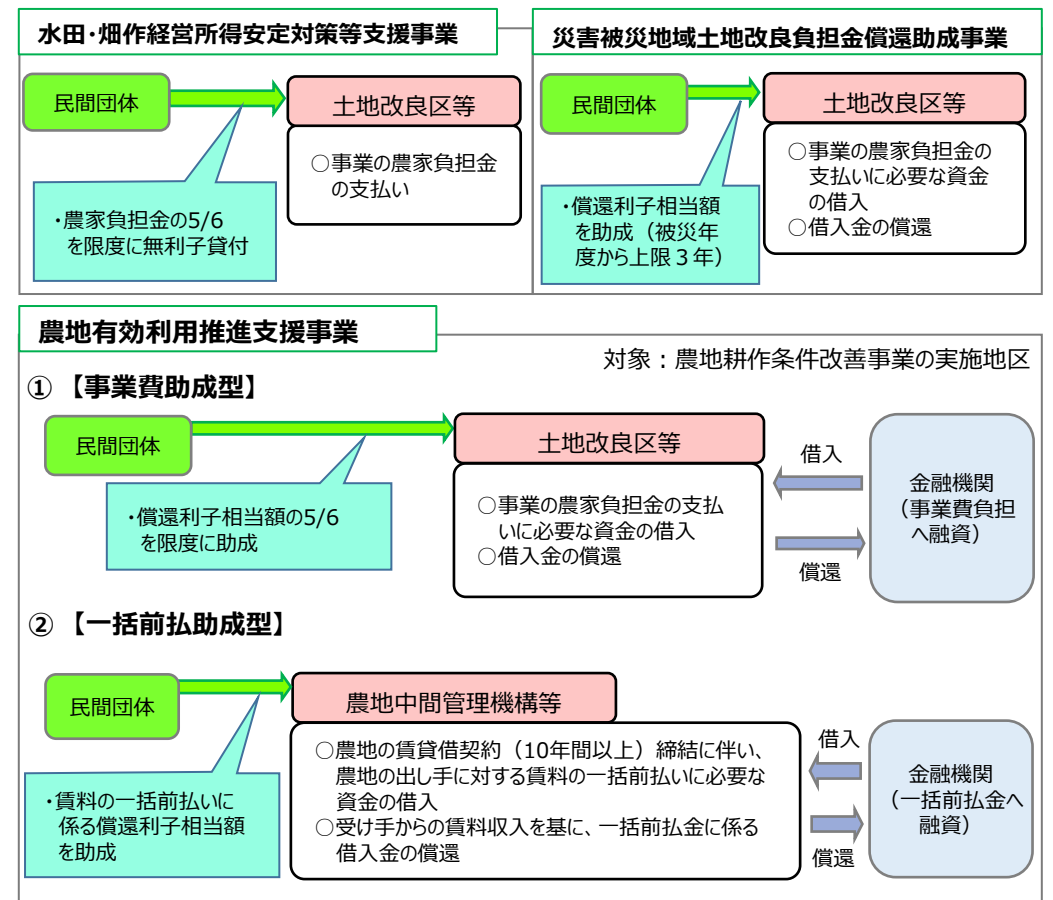 水田・畑作経営所得安定対策等支援事業
民間団体
土地改良区等
○事業の農家負担金
の支払い
・農家負担金の5/6
を限度に無利子貸付
災害被災地域土地改良負担金償還助成事業
民間団体
土地改良区等
○事業の農家負担金の
支払いに必要な資金
の借入
○借入金の償還
・償還利子相当額
を助成（被災年
度から上限３年）
農地有効利用推進支援事業
対象：農地耕作条件改善事業の実施地区
① 【事業費助成型】
民間団体
土地改良区等
○事業の農家負担金の支払
いに必要な資金の借入
○借入金の償還
・償還利子相当額の5/6
を限度に助成
借入
償還
金融機関
（事業費負担
へ融資）
② 【一括前払助成型】
民間団体
農地中間管理機構等
○農地の賃貸借契約（10年間以上）締結に伴い、
農地の出し手に対する賃料の一括前払いに必要な
資金の借入
○受け手からの賃料収入を基に、一括前払金に係る
借入金の償還
・賃料の一括前払いに
係る償還利子相当額
を助成
借入
償還
金融機関
（一括前払金へ
融資）